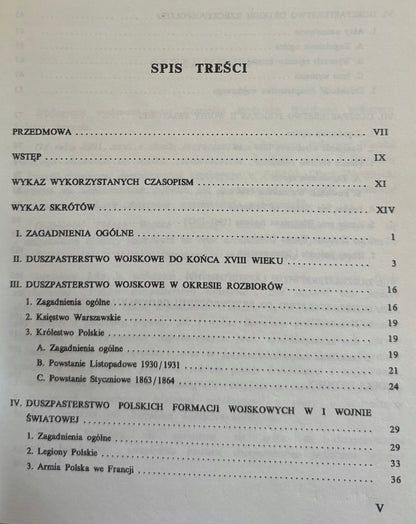 SPIS TREŚCI
PRZEDMOWA ........ VII
WSTĘP ........ IX
WYKAZ WYKORZYSTANYCH CZASOPISM ........ XI
WYKAZ SKRÓTÓW ........ XIV
I. ZAGADNIENIA OGÓLNE ........ 1
II. DUSZPASTERSTWO WOJSKOWE DO KOŃCA XVIII WIEKU ........ 3
III. DUSZPASTERSTWO WOJSKOWE W OKRESIE ROZBIORÓW ........ 16
1. Zagadnienia ogólne ........ 16
2. Księstwo Warszawskie ........ 19
3. Królestwo Polskie ........ 19
A. Zagadnienia ogólne ........ 19
B. Powstanie Listopadowe 1930/1931 ........ 21
C. Powstanie Styczniowe 1863/1864 ........ 24
IV. DUSZPASTERSTWO POLSKICH FORMACJI WOJSKOWYCH W I WOJNIE
ŚWIATOWEJ ........ 29
1. Zagadnienia ogólne ........ 29
2. Legiony Polskie ........ 33
3. Armia Polska we Francji ........ 36
V